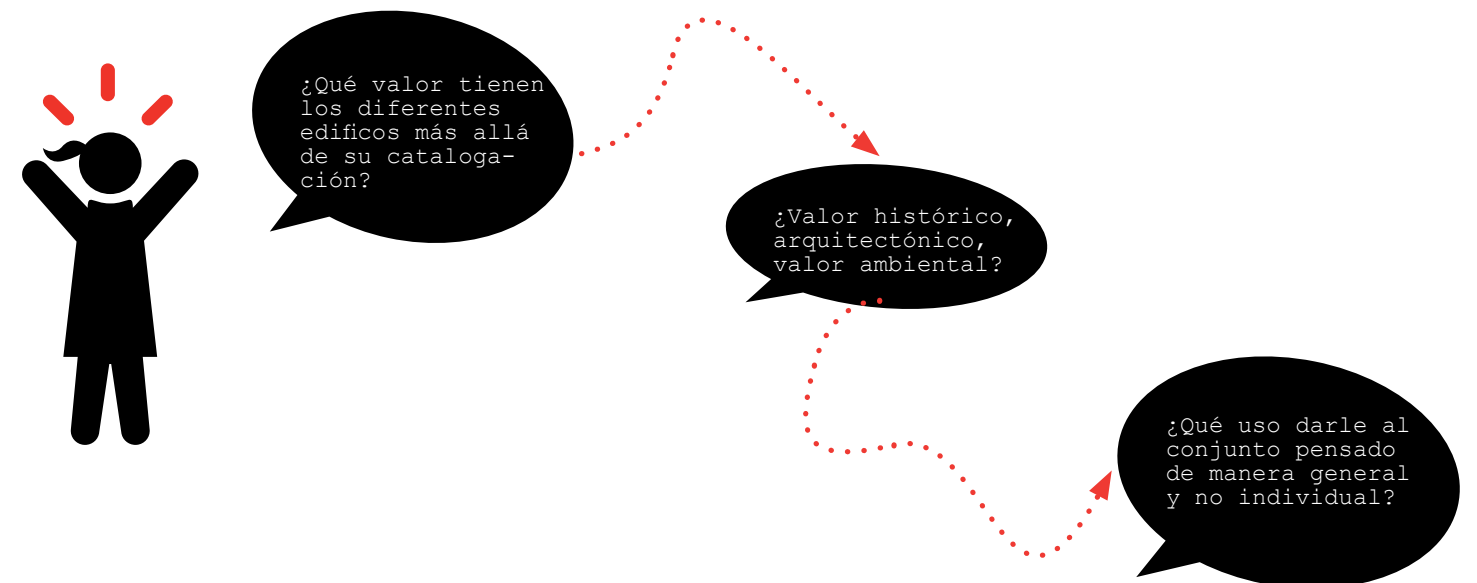 ¿Qué valor tienen
los diferentes
edificos más allá
de su cataloga-
ción?
¿Valor histórico,
arquitectónico,
valor ambiental?
¿Qué uso darle al
conjunto pensado
de manera general
y no individual?